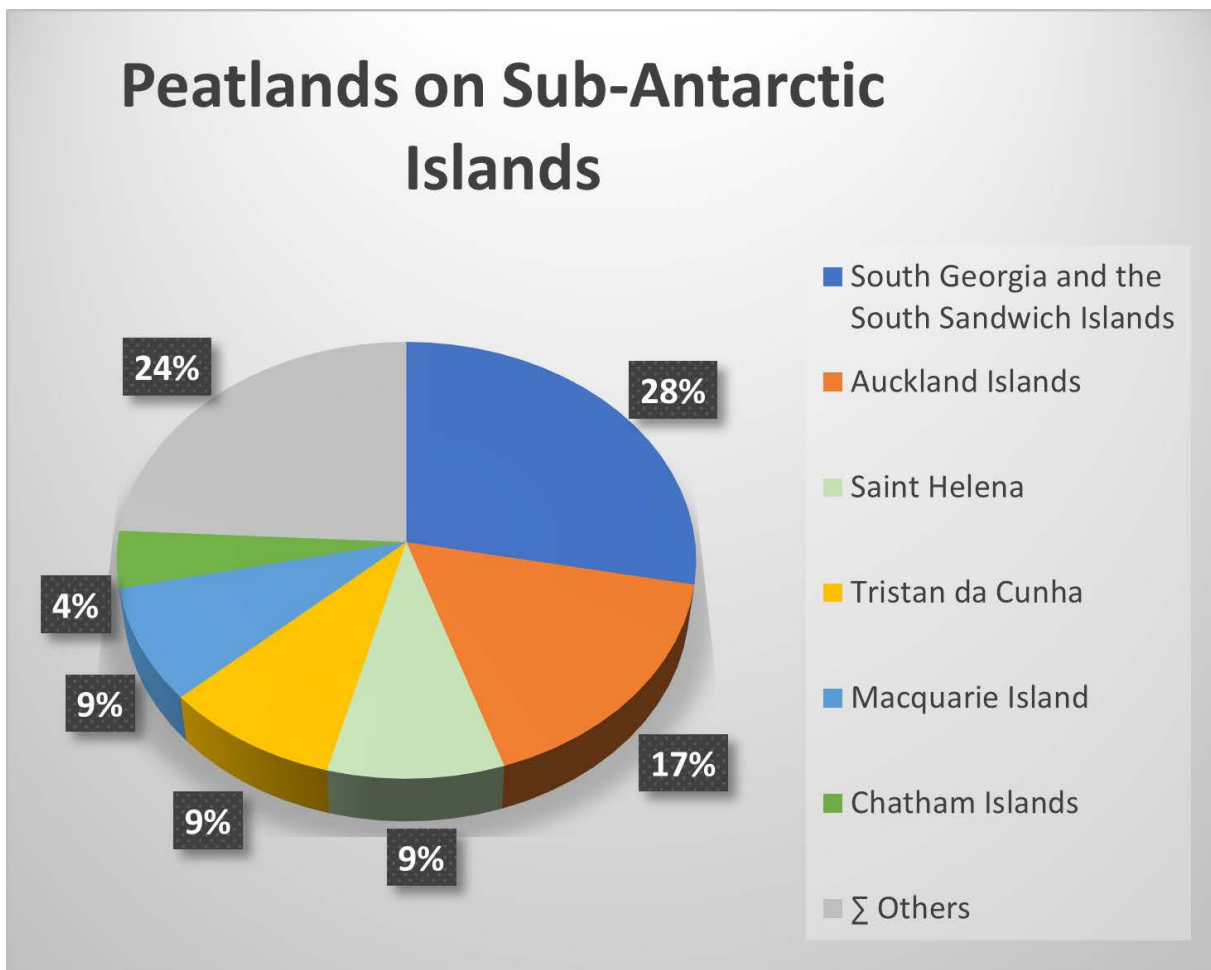 Peatlands on Sub-Antarctic
Islands
24%
28%
4%
9%
17%
9%
9%
South Georgia and the
South Sandwich Islands
Auckland Islands
Saint Helena
Tristan da Cunha
Macquarie Island
Chatham Islands
∑ Others